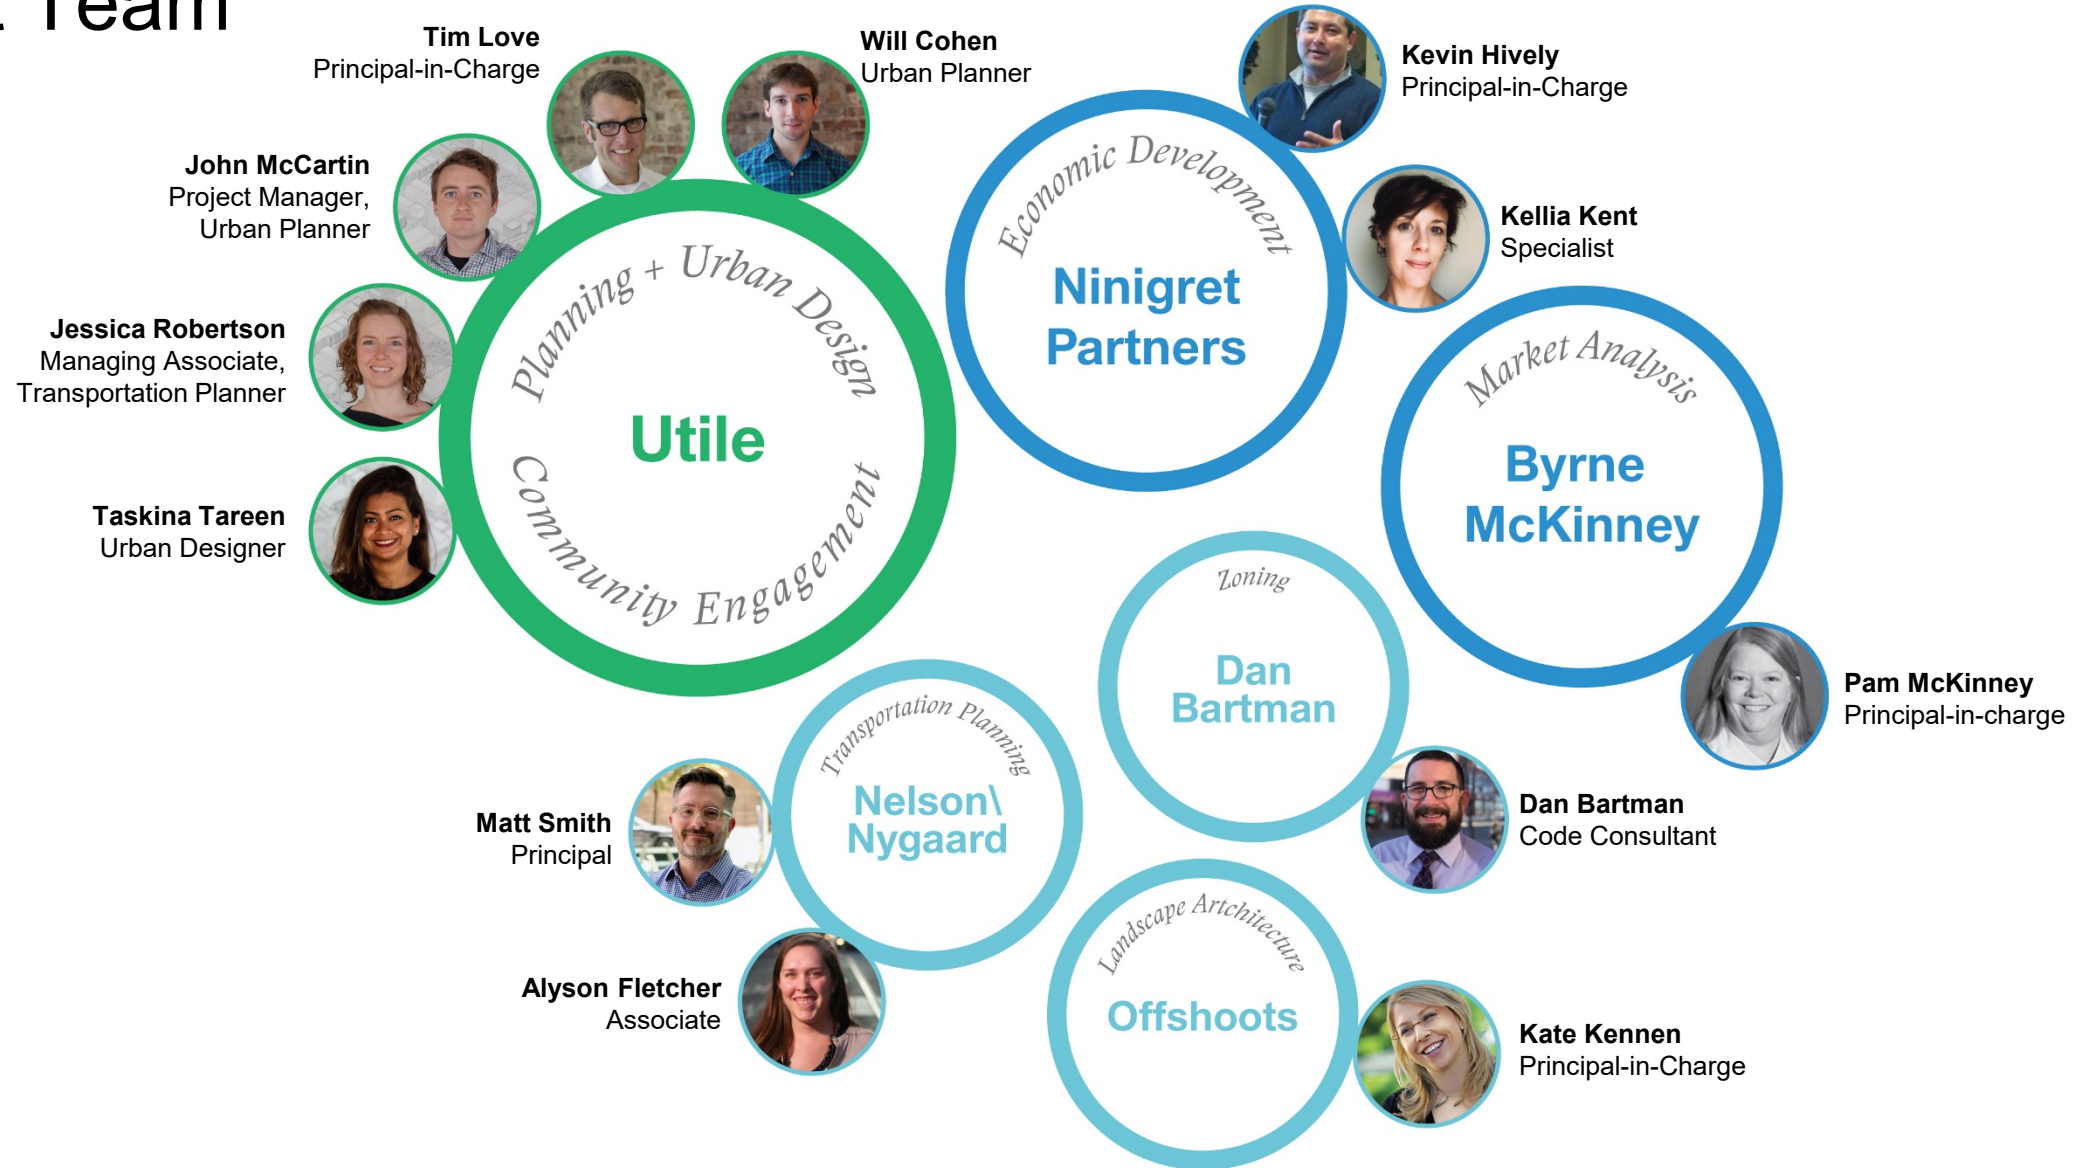 Team
Tim Love
Principal-in-Charge
Will Cohen
Urban Planner
Kevin Hively
Principal-in-Charge
John McCartin
Project Manager,
Urban Planner
Kellia Kent
Specialist
Jessica Robertson
Managing Associate,
Transportation Planner
Taskina Tareen
Urban Designer
Planning + Urban Design
Utile
Community Engagement
Economic Development
Ninigret
Partners
Market Analysis
Byrne
McKinney
Pam McKinney
Principal-in-charge
Zoning
Dan
Bartman
Dan Bartman
Code Consultant
Transportation Planning
Nelson\
Nygaard
Matt Smith
Principal
Alyson Fletcher
Associate
Landscape Artchitecture
Offshoots
Kate Kennen
Principal-in-Charge